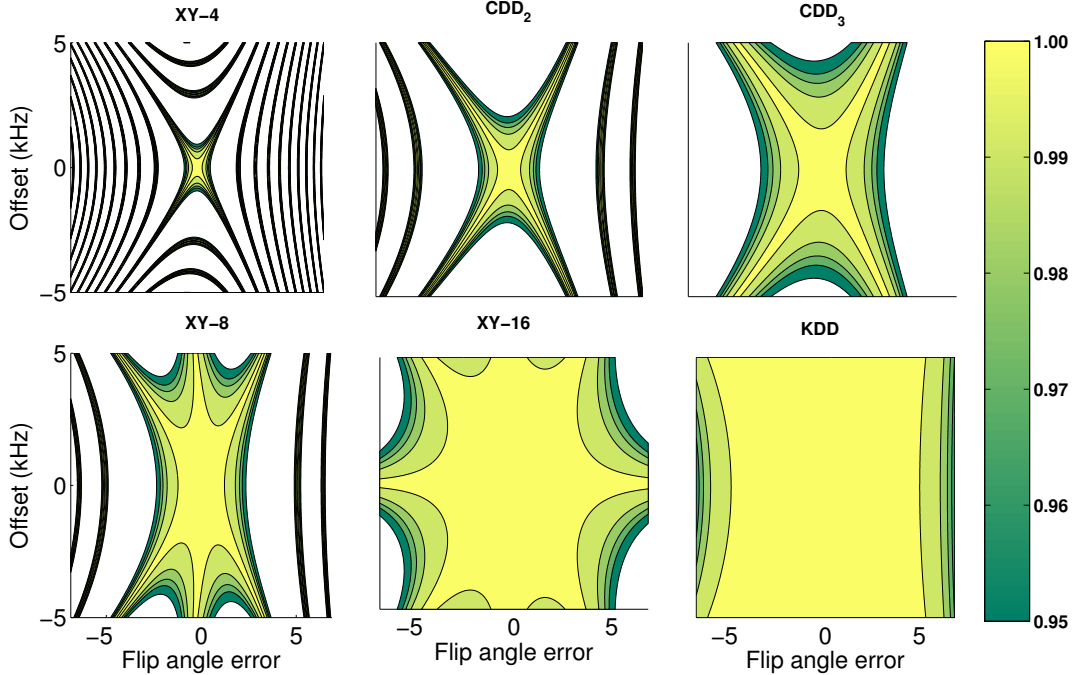 XY−4
CDD2
CDD3
5
0
−5
Offset (kHz)
1.00
0.99
0.98
0.97
0.96
0.95
XY−8
XY−16
KDD
5
0
−5
Offset (kHz)
−5 0 5
−5 0 5
−5 0 5
Flip angle error
Flip angle error
Flip angle error